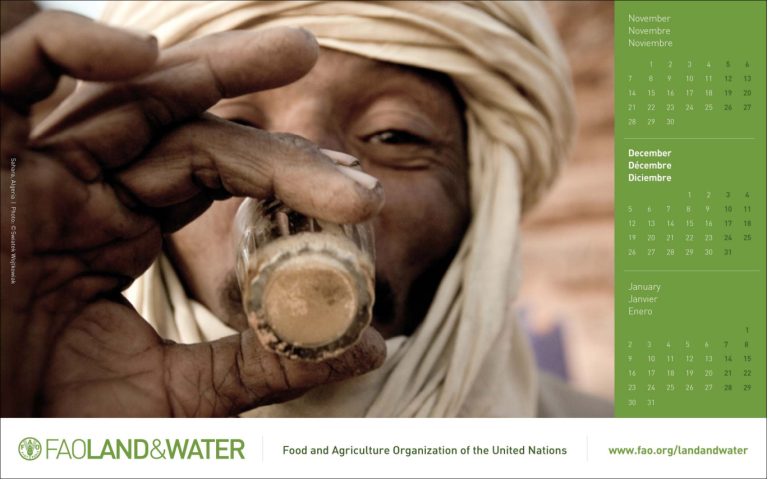 Sahara, Algeria | Photo: ©Swiatek Wojtkowiak
November
Novembre
Noviembre
1 2 3 4 5 6
7 8 9 10 11 12 13
14 15 16 17 18 19 20
21 22 23 24 25 26 27
28 29 30
December
Décembre
Diciembre
1 2 3 4
5 6 7 8 9 10 11
12 13 14 15 16 17 18
19 20 21 22 23 24 25
26 27 28 29 30 31
January
Janvier
Enero
1
2 3 4 5 6 7 8
9 10 11 12 13 14 15
16 17 18 19 20 21 22
23 24 25 26 27 28 29
30 31
FAOLAND&WATER
Food and Agriculture Organization of the United Nations
www.fao.org/landandwater